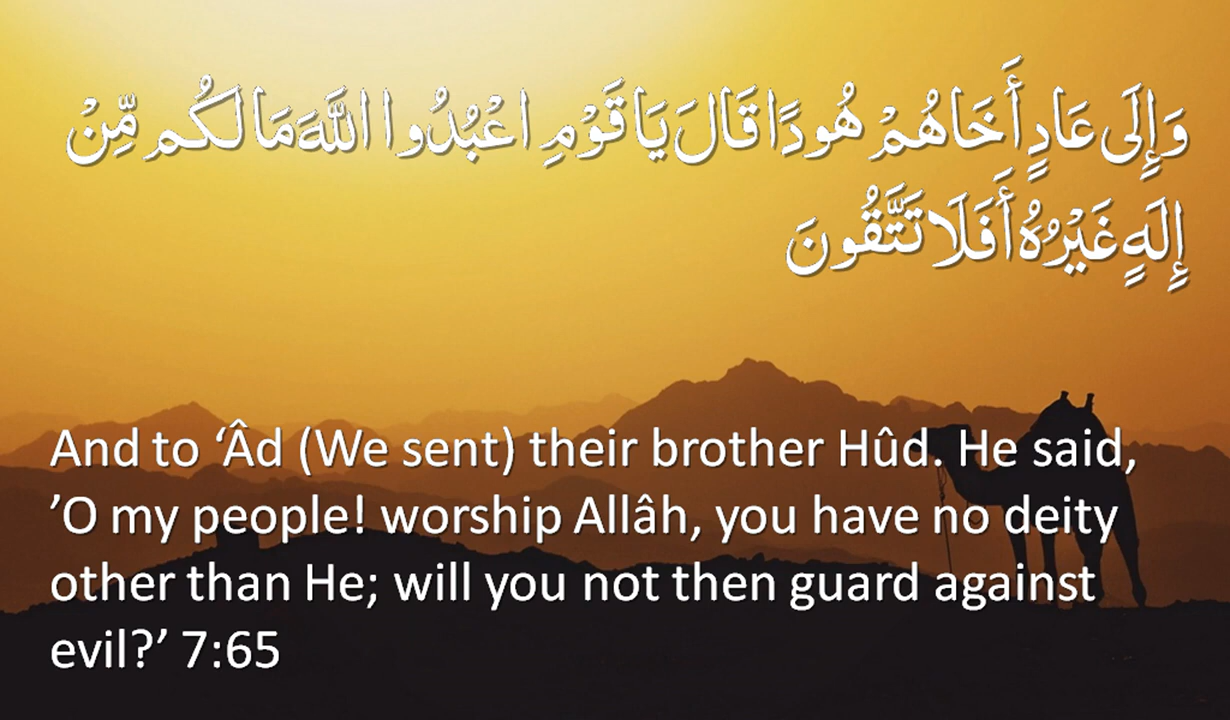 وَإِلَى عَادٍ أَخَاهُمْ هُودًا قَالَ يَا قَوْمِ اعْبُدُوا اللَّهَ مَا لَكُم مِّنْ
إِلَهٍ غَيْرُهُ أَفَلَا تَتَّقُونَ
And to ‘Âd (We sent) their brother Hûd. He said,
’O my people! worship Allâh, you have no deity
other than He; will you not then guard against
evil?’ 7:65